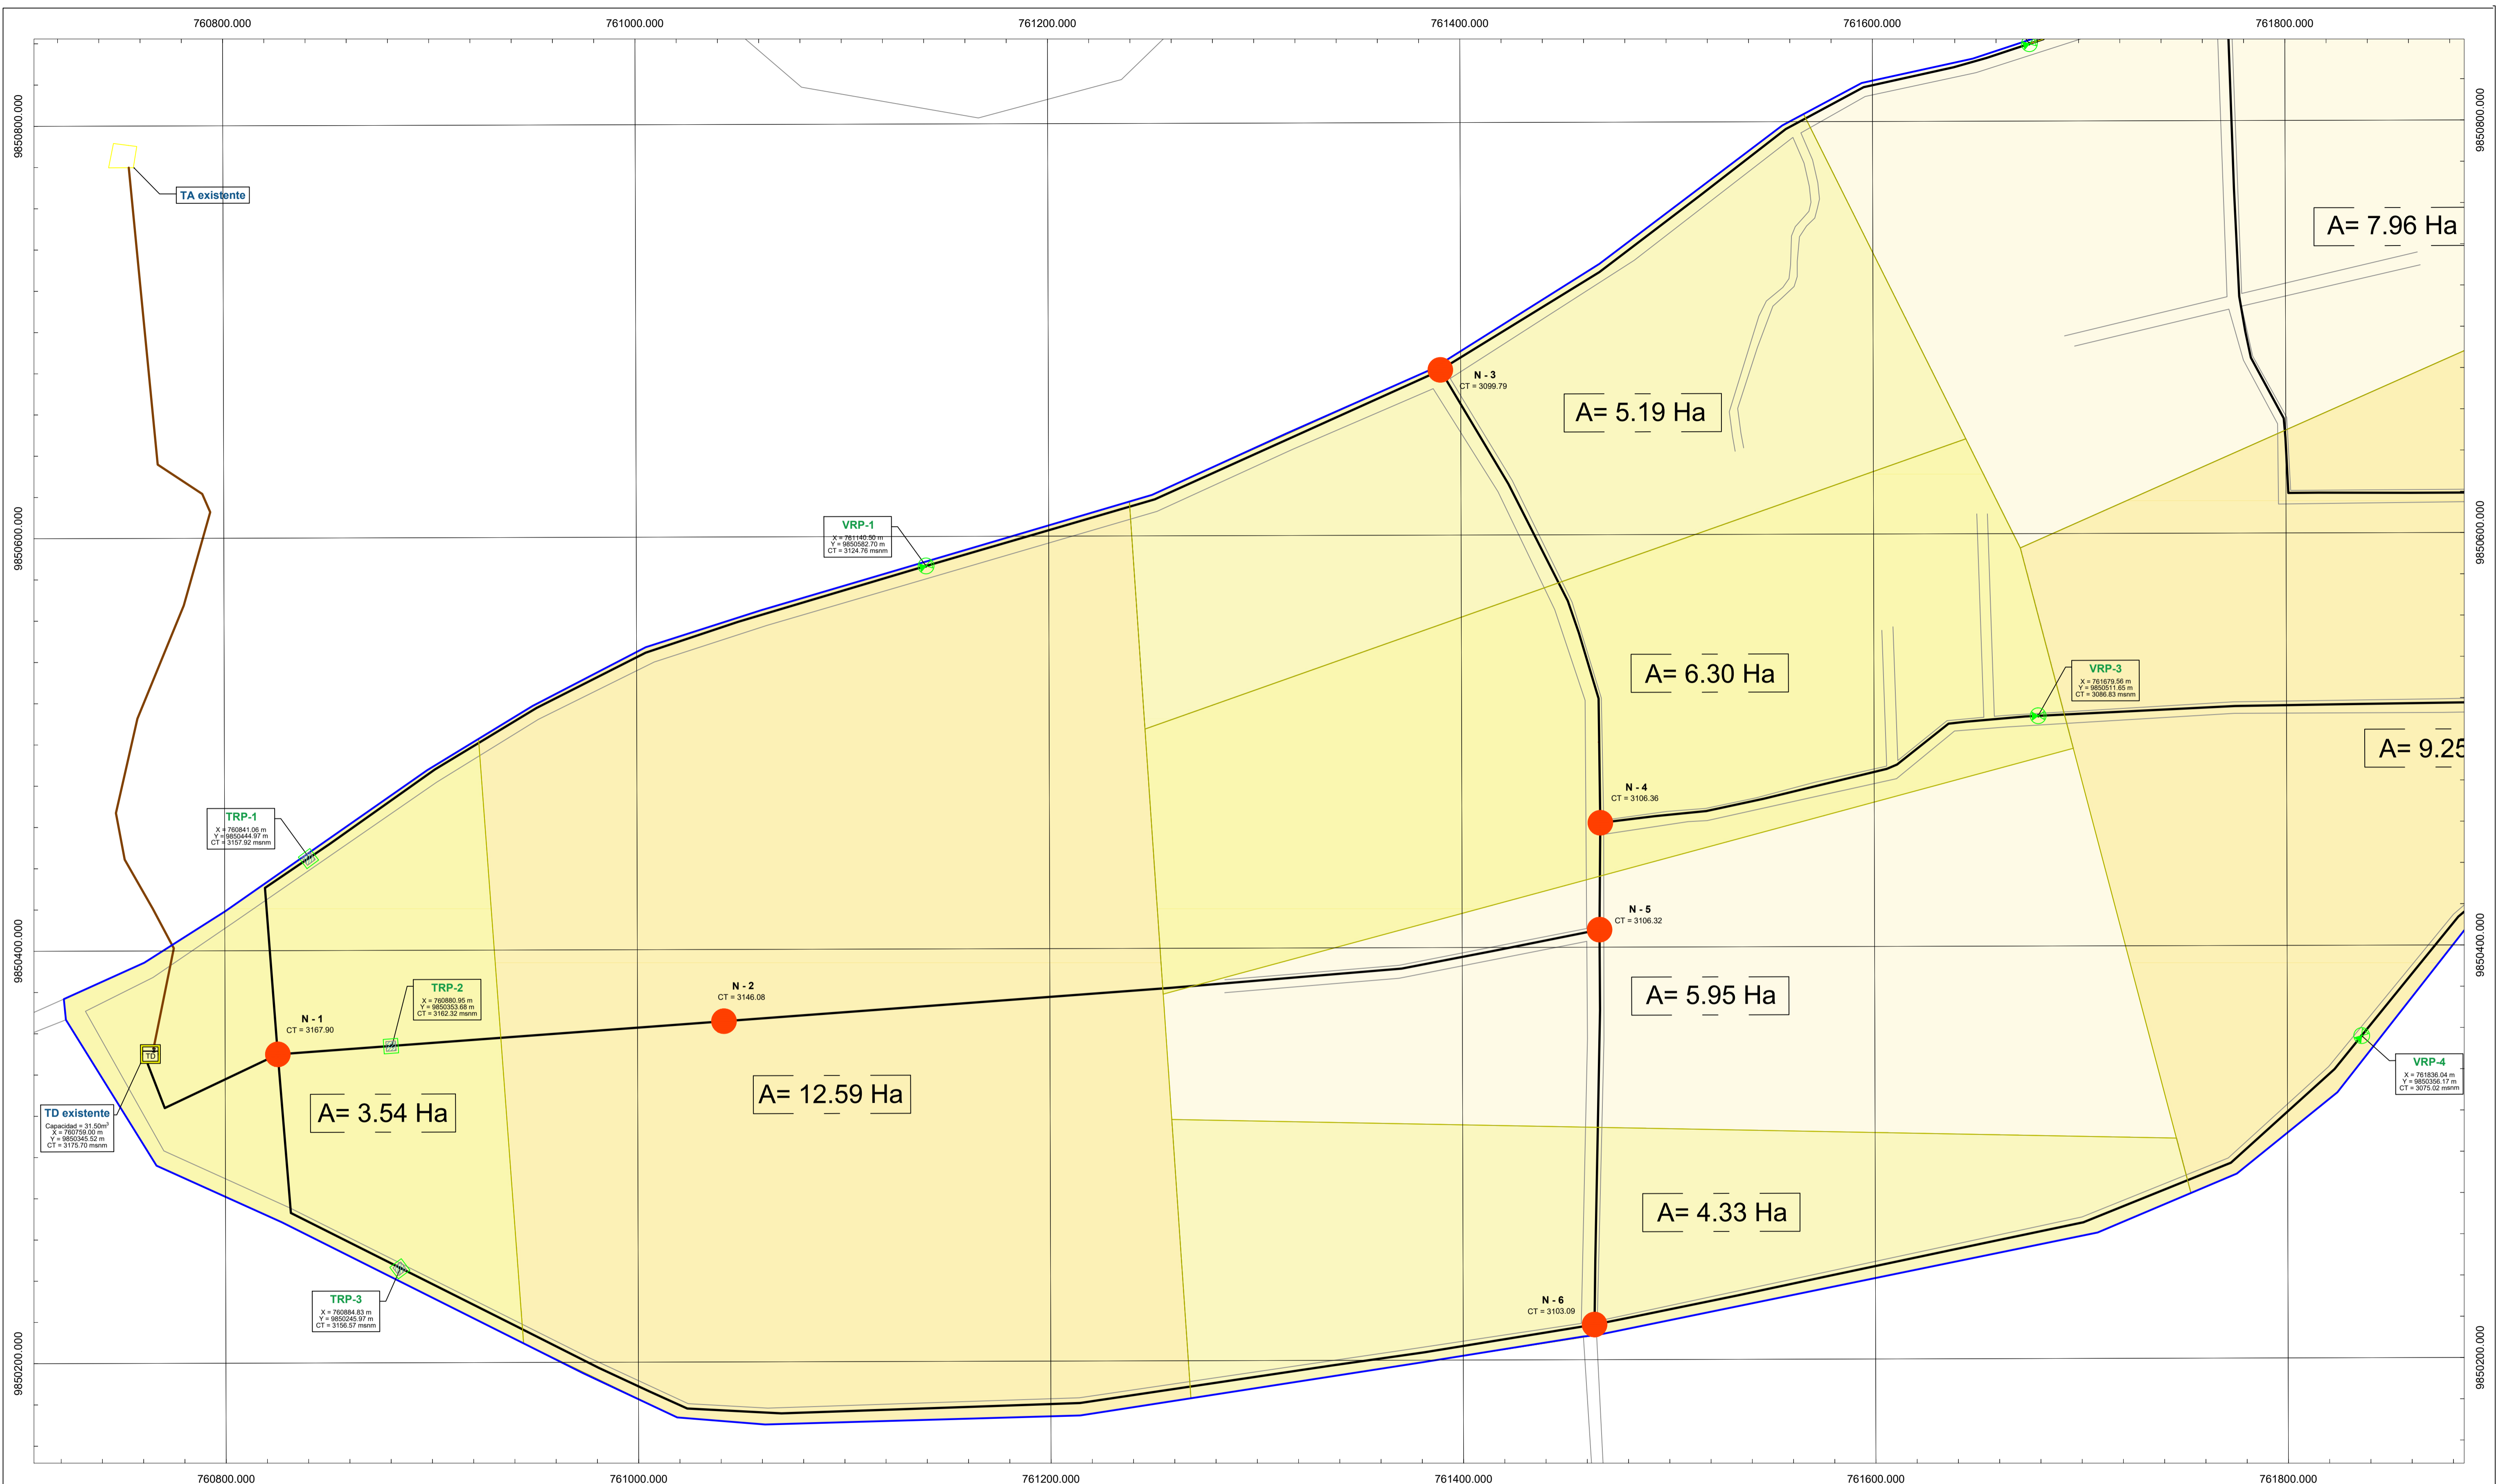 760800.000
761000.000
761200.000
761400.000
761600.000
761800.000
9850800.000
9850800.000
TA existente
A= 7.96 Ha
N - 3
CT = 3099.79
A= 5.19 Ha
9850600.000
9850600.000
VRP-1
X = 761140.50 m
Y = 9850582.70 m
CT = 3124.76 msnm
A= 6.30 Ha
VRP-3
X = 761679.56 m
Y = 9850511.65 m
CT = 3086.83 msnm
A= 9.25
N - 4
CT = 3106.36
TRP-1
X = 760841.06 m
Y = 9850444.97 m
CT = 3157.92 msnm
N - 5
CT = 3106.32
9850400.000
9850400.000
TRP-2
X = 760880.95 m
Y = 9850353.68 m
CT = 3162.32 msnm
N - 2
CT = 3146.08
A= 5.95 Ha
N - 1
CT = 3167.90
TD
VRP-4
X = 761836.04 m
Y = 9850356.17 m
CT = 3075.02 msnm
A= 12.59 Ha
A= 3.54 Ha
TD existente
Capacidad = 31.50m³
X = 760759.00 m
Y = 9850345.52 m
CT = 3175.70 msnm
A= 4.33 Ha
TRP-3
X = 760884.83 m
Y = 9850245.97 m
CT = 3156.57 msnm
N - 6
CT = 3103.09
9850200.000
9850200.000
760800.000
761000.000
761200.000
761400.000
761600.000
761800.000